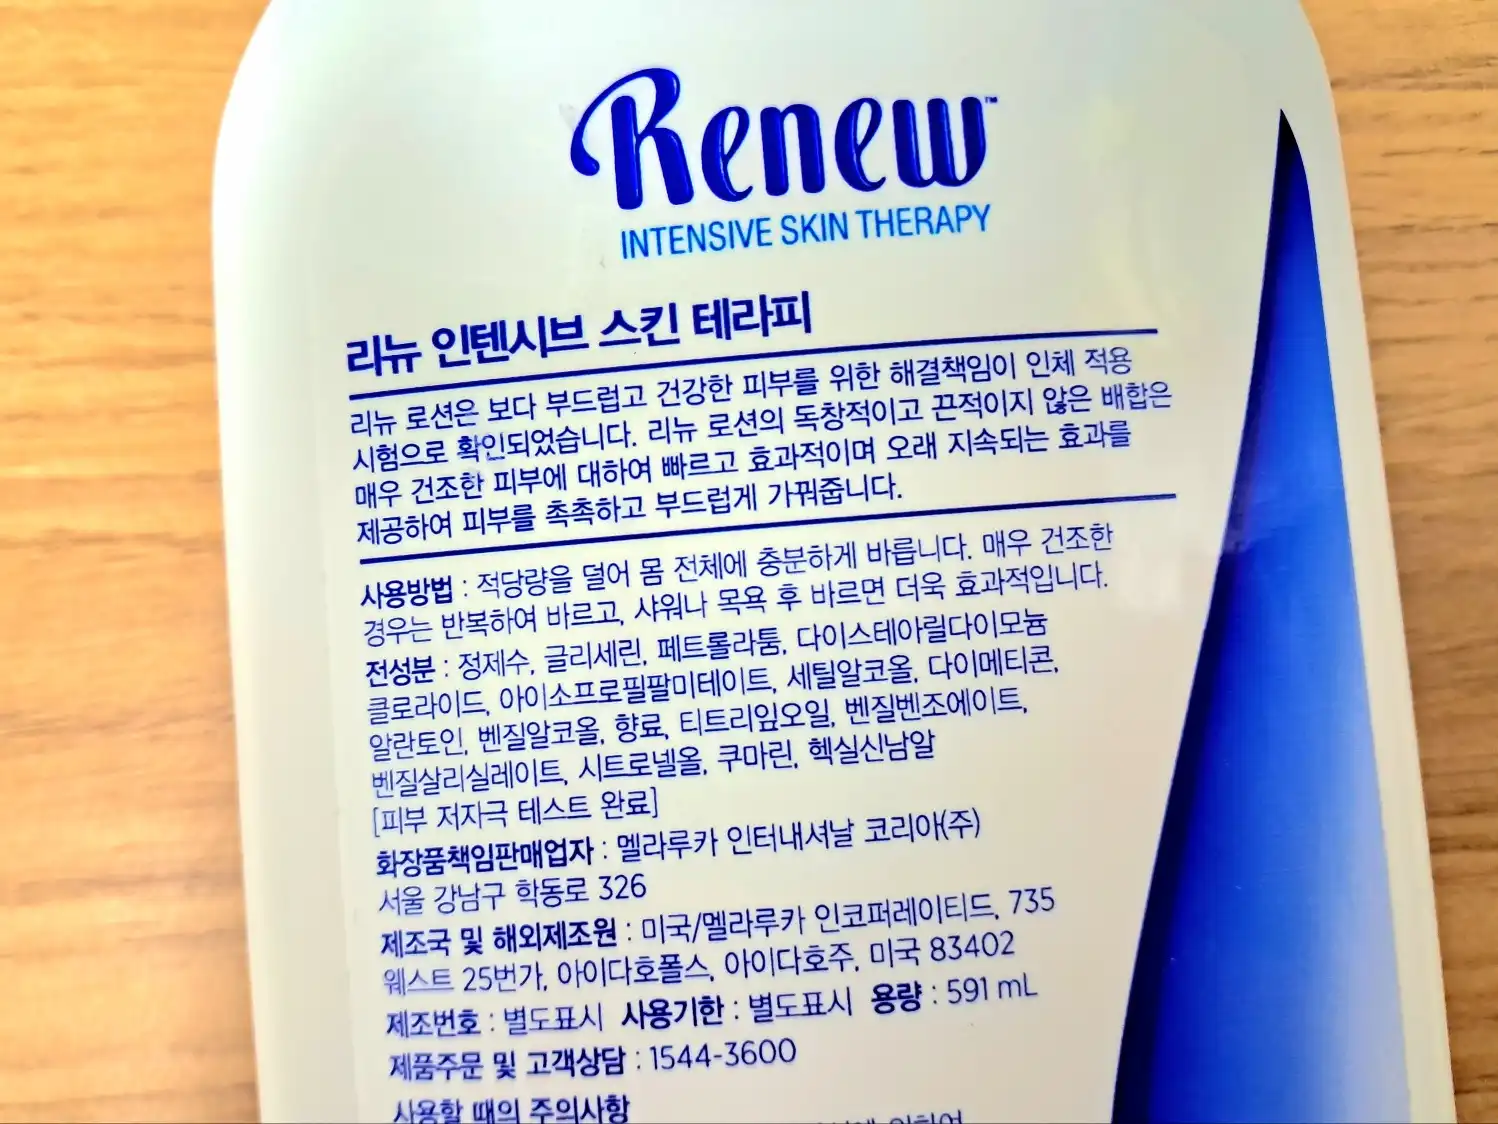 Renew™
INTENSIVE SKIN THERAPY
리뉴 인텐시브 스킨 테라피
리뉴 로션은 보다 부드럽고 건강한 피부를 위한 해결책임이 인체 적용
시험으로 확인되었습니다. 리뉴 로션의 독창적이고 끈적이지 않은 배합은
매우 건조한 피부에 대하여 빠르고 효과적이며 오래 지속되는 효과를
제공하여 피부를 촉촉하고 부드럽게 가꿔줍니다.
사용방법 : 적당량을 덜어 몸 전체에 충분하게 바릅니다. 매우 건조한
경우는 반복하여 바르고, 샤워나 목욕 후 바르면 더욱 효과적입니다.
전성분 : 정제수, 글리세린, 페트롤라툼, 다이스테아릴다이모늄
클로라이드, 아이소프로필팔미테이트, 세틸알코올, 다이메티콘,
알란토인, 벤질알코올, 향료, 티트리잎오일, 벤질벤조에이트,
벤질살리실레이트, 시트로넬올, 쿠마린, 헥실신남알
[피부 저자극 테스트 완료]
화장품책임판매업자 : 멜라루카 인터내셔날 코리아(주)
서울 강남구 학동로 326
제조국 및 해외제조원 : 미국/멜라루카 인코퍼레이티드, 735
웨스트 25번가, 아이다호폴스, 아이다호주, 미국 83402
제조번호 : 별도표시 사용기한 : 별도표시 용량 : 591 mL
제품주문 및 고객상담 : 1544-3600
사용할 때의 주의사항